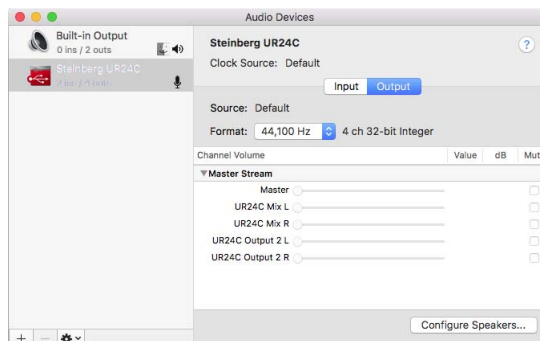 Audio Devices
Built-in Output
0 ins / 2 outs
Steinberg UR24C
Steinberg UR24C
Clock Source: Default
?
Input Output
Source: Default
Format: 44,100 Hz 4 ch 32-bit Integer
Channel Volume Value dB Mut
Master Stream
Master
UR24C Mix L
UR24C Mix R
UR24C Output 2 L
UR24C Output 2 R
Configure Speakers...